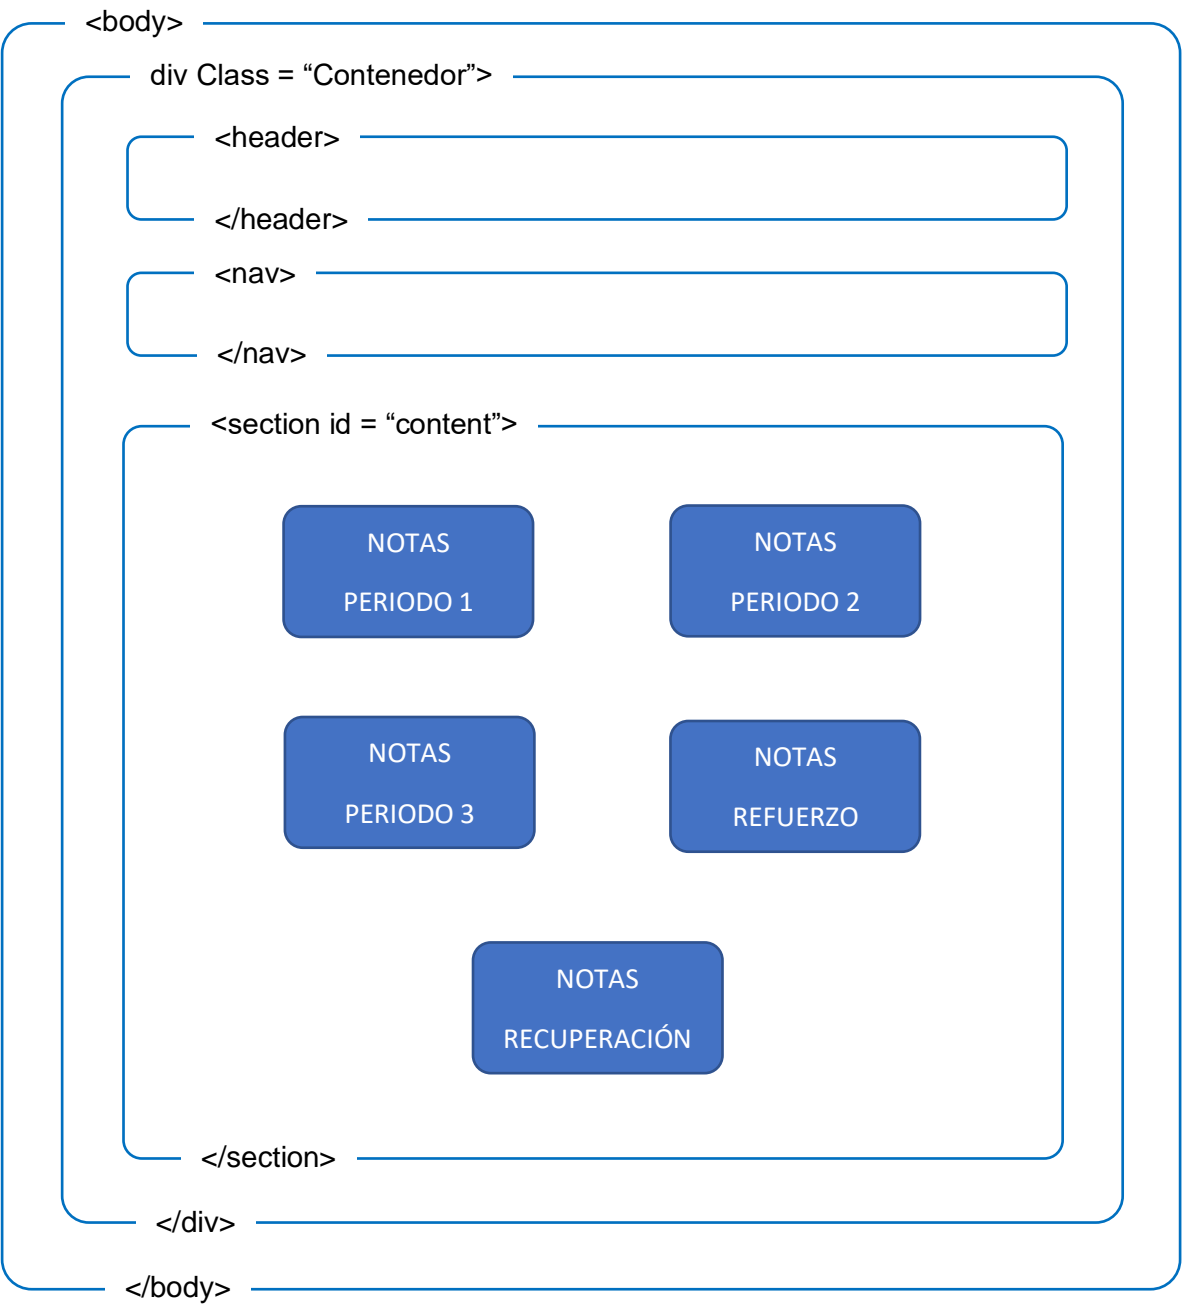 <body>
div Class = “Contenedor”>
<header>
</header>
<nav>
</nav>
<section id = “content”>
NOTAS
PERIODO 1
NOTAS
PERIODO 2
NOTAS
PERIODO 3
NOTAS
REFUERZO
NOTAS
RECUPERACIÓN
</section>
</div>
</body>